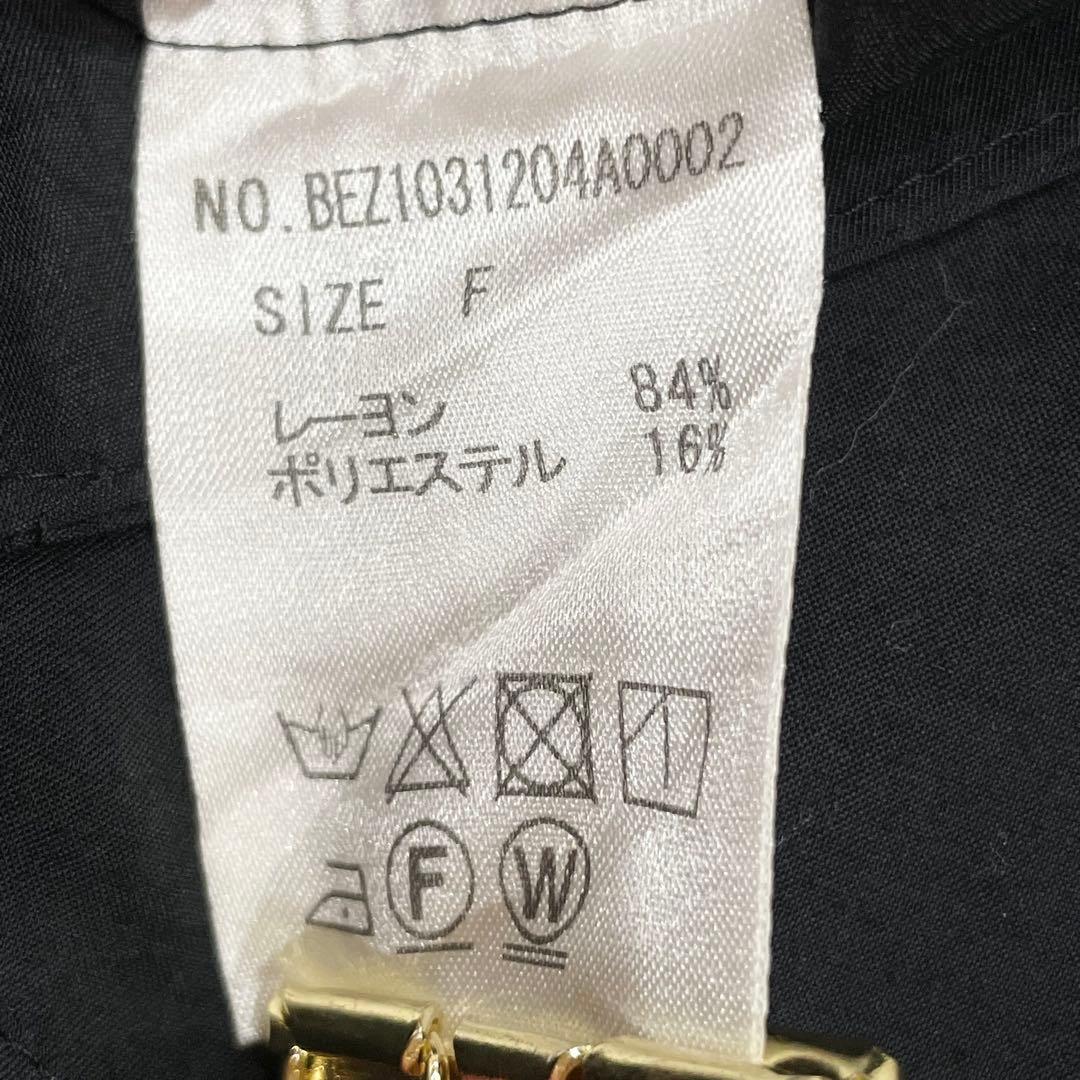 NO.BEZ1031204A0002
SIZE F
レーヨン 84%
ポリエステル 16%
F W